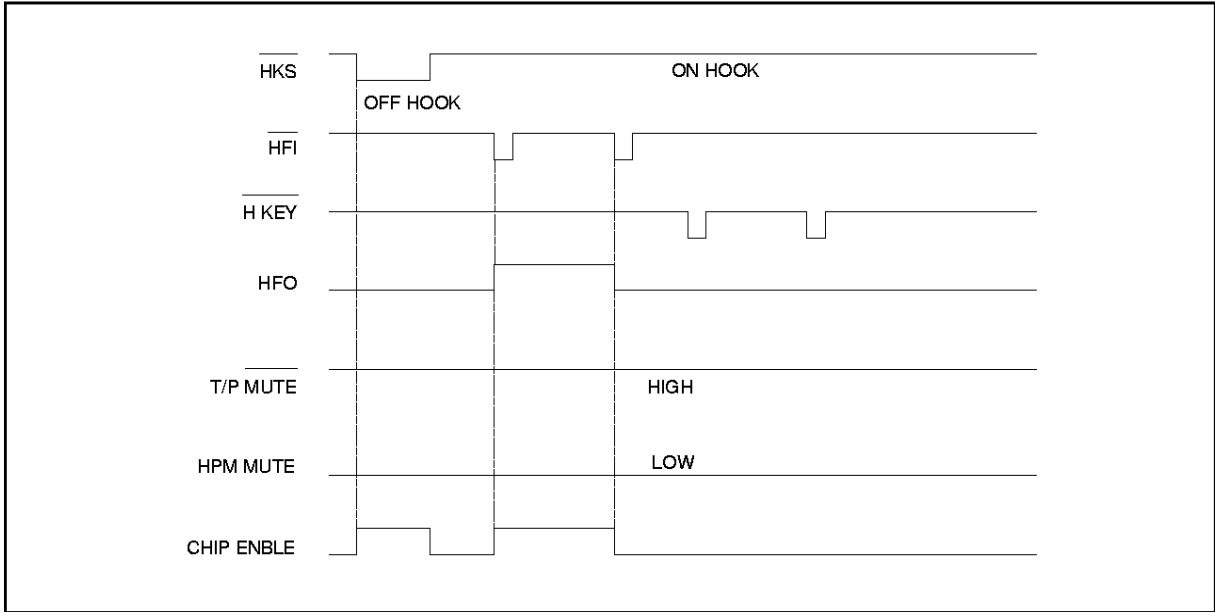 HKS
ON HOOK
OFF HOOK
HFI
H KEY
HFO
T/P MUTE
HIGH
HPM MUTE
LOW
CHIP ENBLE